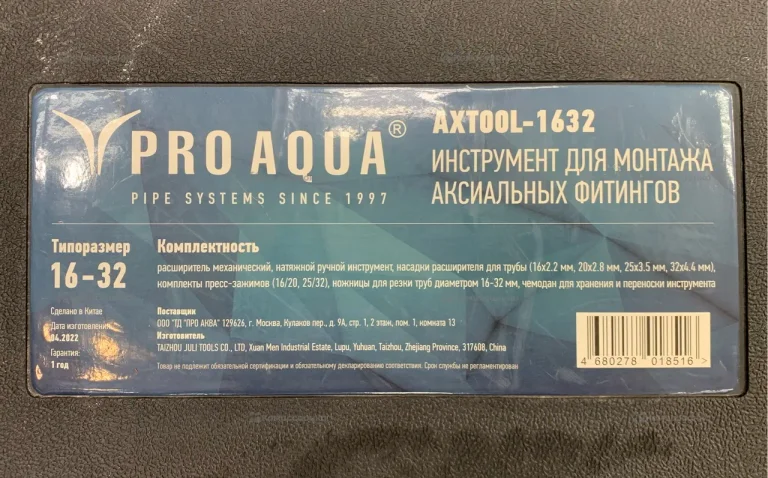 PRO AQUA®
PIPE SYSTEMS SINCE 1997
AXTOOL-1632
ИНСТРУМЕНТ ДЛЯ МОНТАЖА
АКСИАЛЬНЫХ ФИТИНГОВ
Типоразмер
16-32
Комплектность
расширитель механический, натяжной ручной инструмент, насадки расширителя для трубы (16x2.2 мм, 20x2.8 мм, 25x3.5 мм, 32x4.4 мм),
комплекты пресс-зажимов (16/20, 25/32), ножницы для резки труб диаметром 16-32 мм, чемодан для хранения и переноски инструмента
Сделано в Китае
Дата изготовления:
04.2022
Гарантия:
1 год
Поставщик
ООО "ТД "ПРО АКВА" 129626, г. Москва, Кулаков пер., д. 9А, стр. 1, 2 этаж, пом. 1, комната 13
Изготовитель
TAIZHOU JULI TOOLS CO., LTD, Xuan Men Industrial Estate, Lupu, Yuhuan, Taizhou, Zhejiang Province, 317608, China
Товар не подлежит обязательной сертификации и обязательному декларированию соответствия. Срок службы не регламентирован
4 680278 018516 >